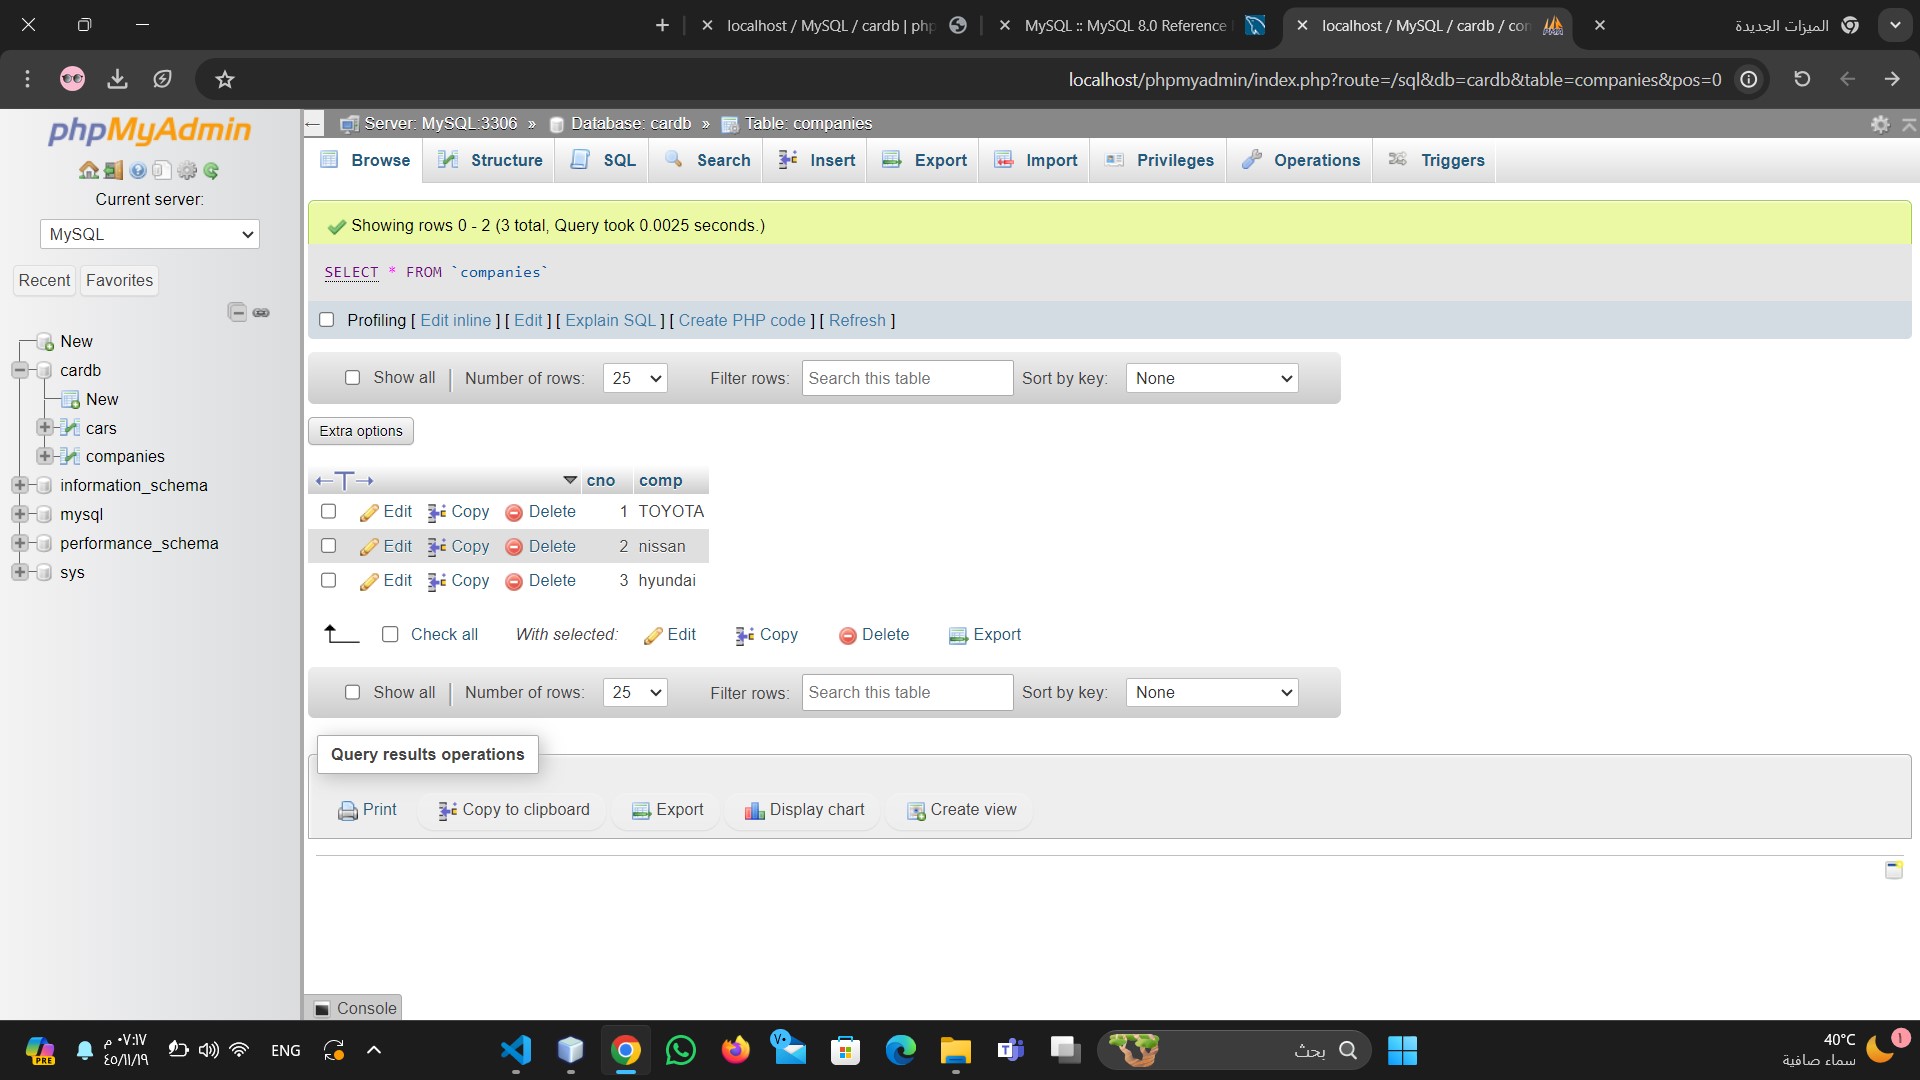 localhost / MySQL / cardb | php
MySQL :: MySQL 8.0 Reference
localhost / MySQL / cardb / con
الميزات الجديدة
localhost/phpmyadmin/index.php?route=/sql&db=cardb&table=companies&pos=0
phpMyAdmin
Current server:
MySQL
Recent
Favorites
New
cardb
New
cars
companies
information_schema
mysql
performance_schema
sys
Server: MySQL:3306 » Database: cardb » Table: companies
Browse Structure SQL Search Insert Export Import Privileges Operations Triggers
Showing rows 0 - 2 (3 total, Query took 0.0025 seconds.)
SELECT * FROM `companies`
Profiling [ Edit inline ] [ Edit ] [ Explain SQL ] [ Create PHP code ] [ Refresh ]
Show all | Number of rows: 25 Filter rows: Search this table Sort by key: None
Extra options
←T→ cno comp
Edit Copy Delete 1 TOYOTA
Edit Copy Delete 2 nissan
Edit Copy Delete 3 hyundai
Check all With selected: Edit Copy Delete Export
Show all | Number of rows: 25 Filter rows: Search this table Sort by key: None
Query results operations
Print Copy to clipboard Export Display chart Create view
Console
PRE
٠٧:١٧ م
٤٥/١١/١٩
ENG
بحث
40°C
سماء صافية
١